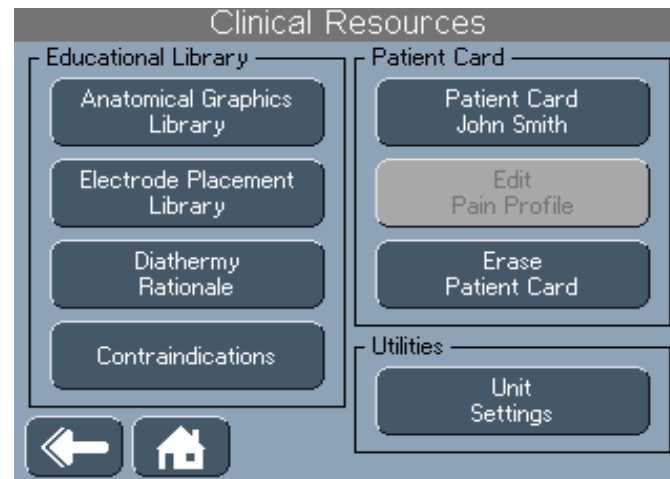 Clinical Resources
Educational Library
Anatomical Graphics
Library
Electrode Placement
Library
Diathermy
Rationale
Contraindications
Patient Card
Patient Card
John Smith
Edit
Pain Profile
Erase
Patient Card
Utilities
Unit
Settings